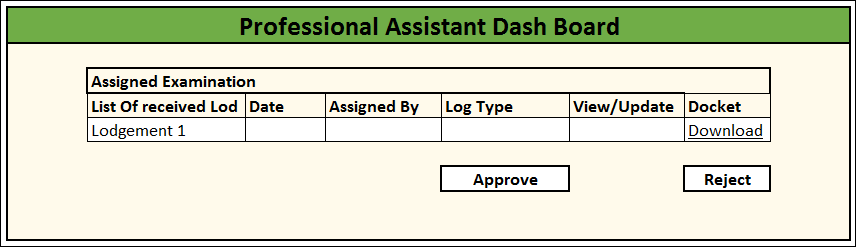 Professional Assistant Dash Board
Assigned Examination
List Of received Lod Date Assigned By Log Type View/Update Docket
Lodgement 1 Download
Approve Reject